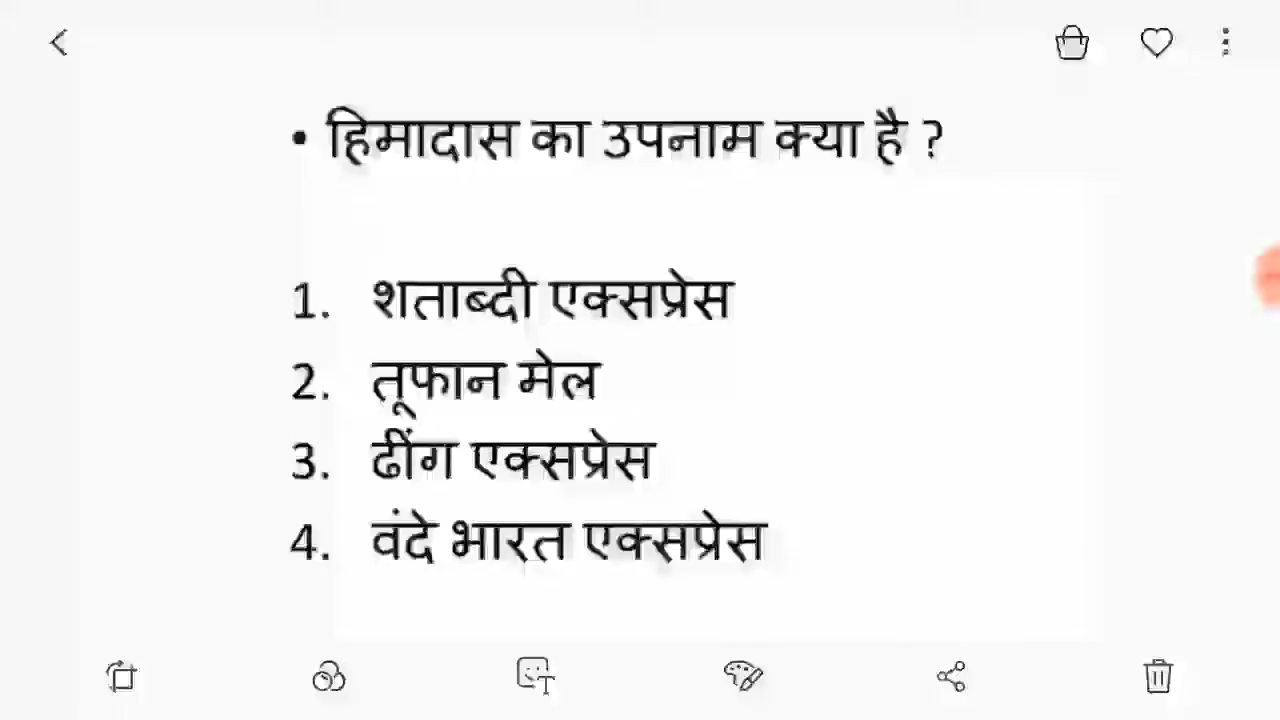 • हिमादास का उपनाम क्या है ?
1. शताब्दी एक्सप्रेस
2. तूफान मेल
3. ढींग एक्सप्रेस
4. वंदे भारत एक्सप्रेस